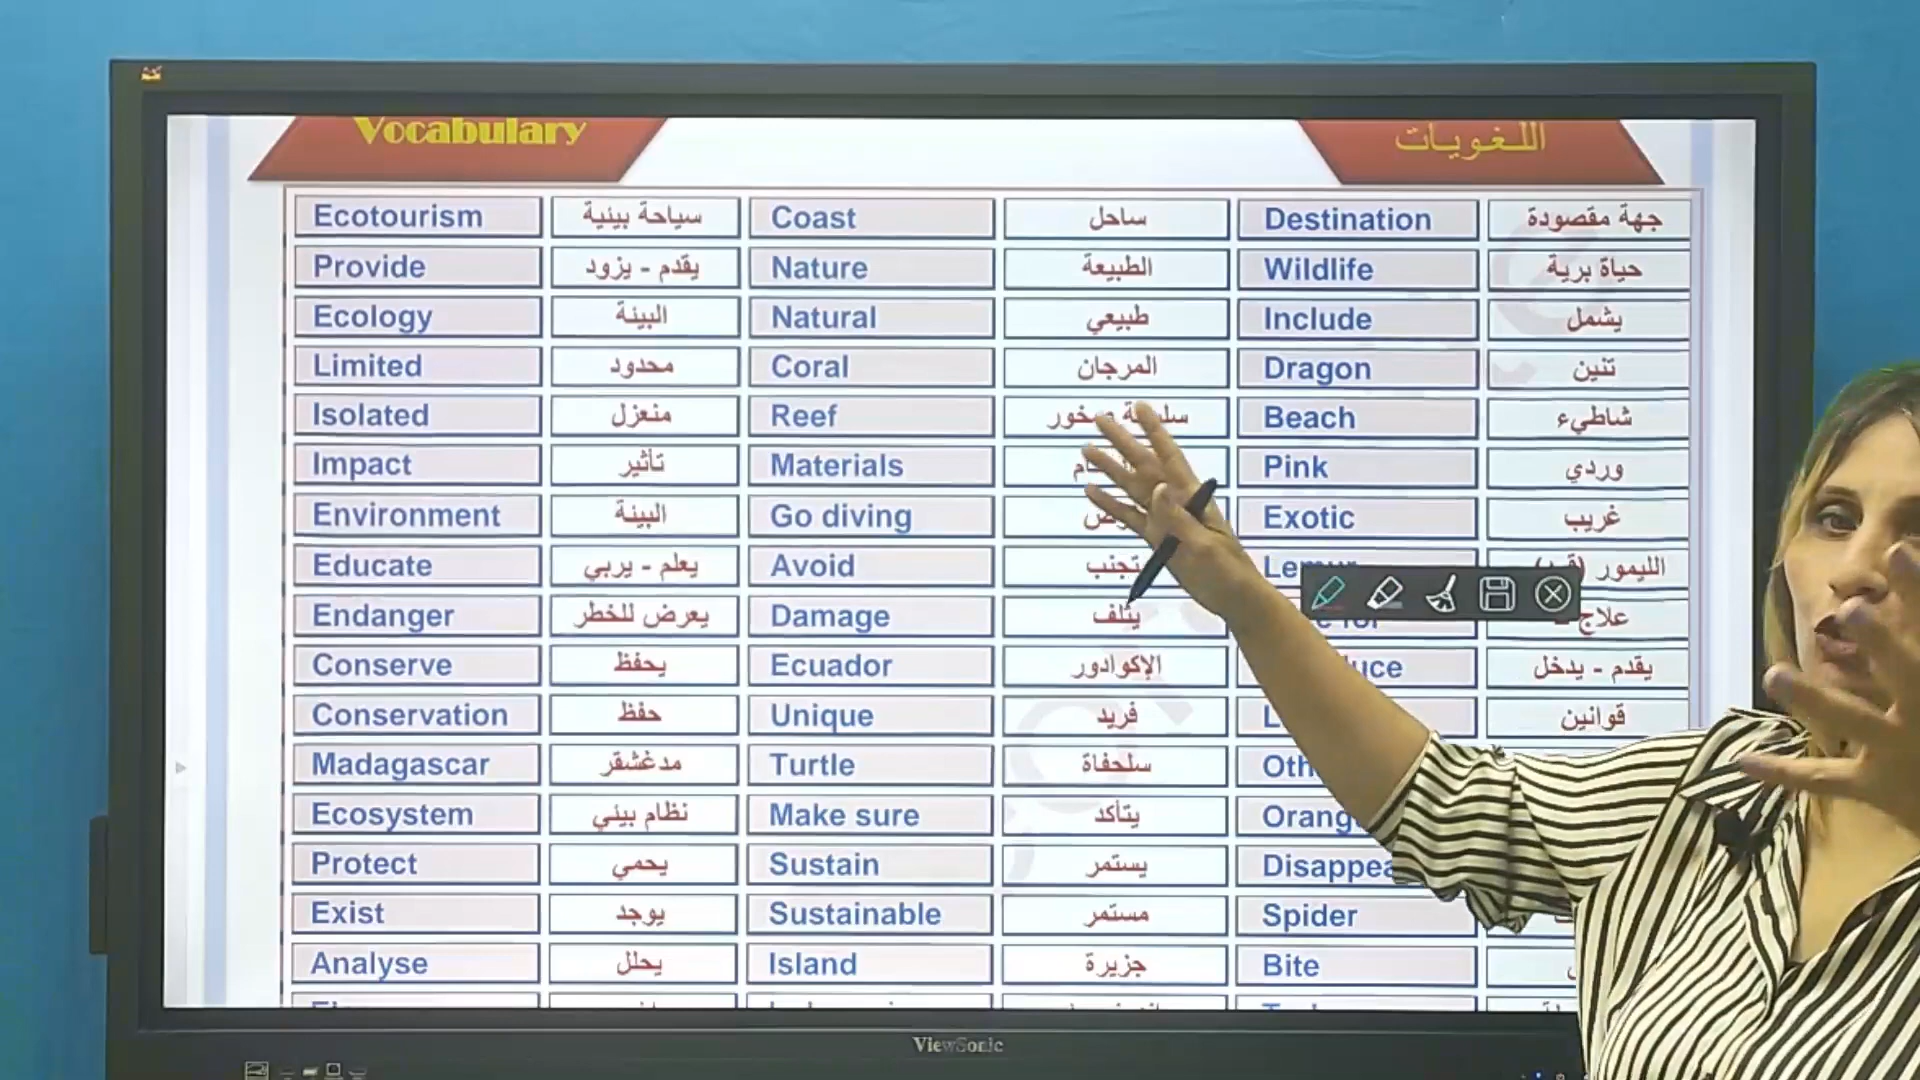 Vocabulary اللغويات
Ecotourism سياحة بيئية Coast ساحل Destination جهة مقصودة
Provide يقدم - يزود Nature الطبيعة Wildlife حياة برية
Ecology البيئة Natural طبيعي Include يشمل
Limited محدود Coral المرجان Dragon تنين
Isolated منعزل Reef Beach شاطيء
Impact تأثير Materials Pink وردي
Environment البيئة Go diving Exotic غريب
Educate يعلم - يربي Avoid يتجنب الليمور
Endanger يعرض للخطر Damage يتلف علاج
Conserve يحفظ Ecuador الإكوادور يقدم - يدخل
Conservation حفظ Unique فريد قوانين
Madagascar مدغشقر Turtle سلحفاة
Ecosystem نظام بيئي Make sure يتأكد
Protect يحمي Sustain يستمر
Exist يوجد Sustainable مستمر Spider
Analyse يحلل Island جزيرة Bite
ViewSonic